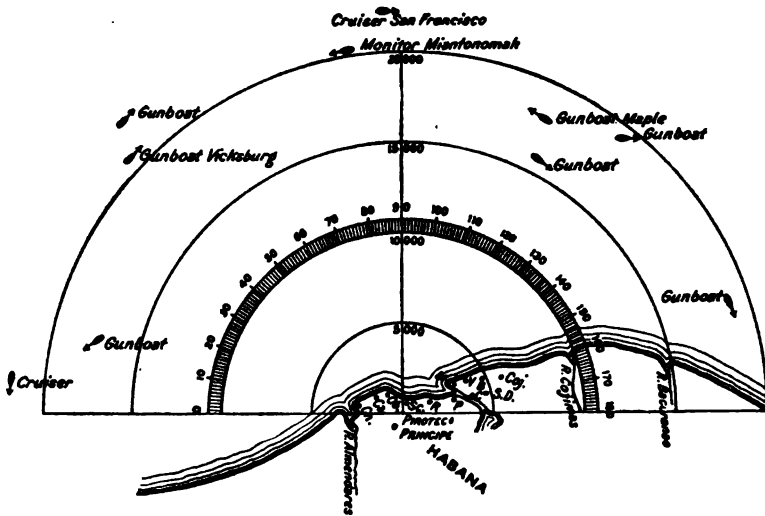 Cruiser San Francisco
Monitor Miantonomah
20000
Gunboat
Gunboat Maple
Gunboat
Gunboat Vicksburg
15000
Gunboat
0
10
20
30
40
50
60
70
80
90
100
110
120
130
140
150
160
170
180
10000
Gunboat
5000
Gunboat
Cruiser
V
Coj.
S.D.
R
P
R. Cojimar
R. Bacuranao
PIROTECO
PRINCIPE
R. Almendares
HABANA